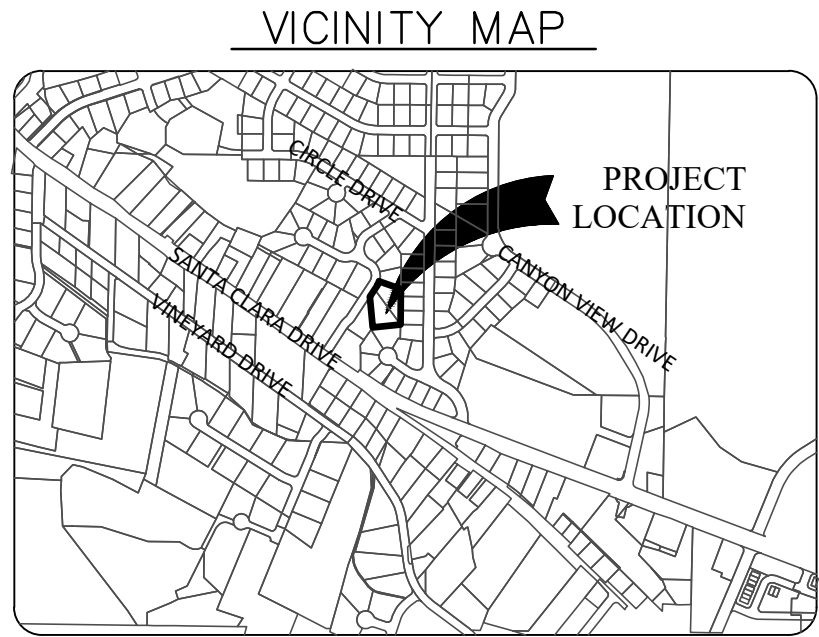 VICINITY MAP
CIRCLE DRIVE
PROJECT
LOCATION
SANTA CLARA DRIVE
CANYON VIEW DRIVE
VINEYARD DRIVE